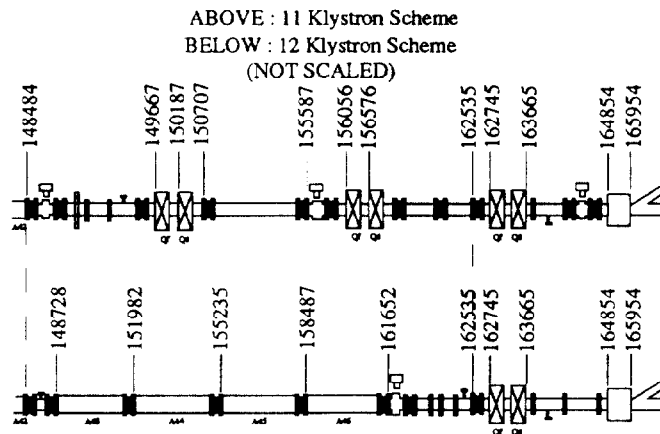 ABOVE : 11 Klystron Scheme
BELOW : 12 Klystron Scheme
(NOT SCALED)
148484 149667 150187 150707 155587 156056 156576 162535 162745 163665 164854 165954
148728 151982 155235 158487 161652 162535 162745 163665 164854 165954